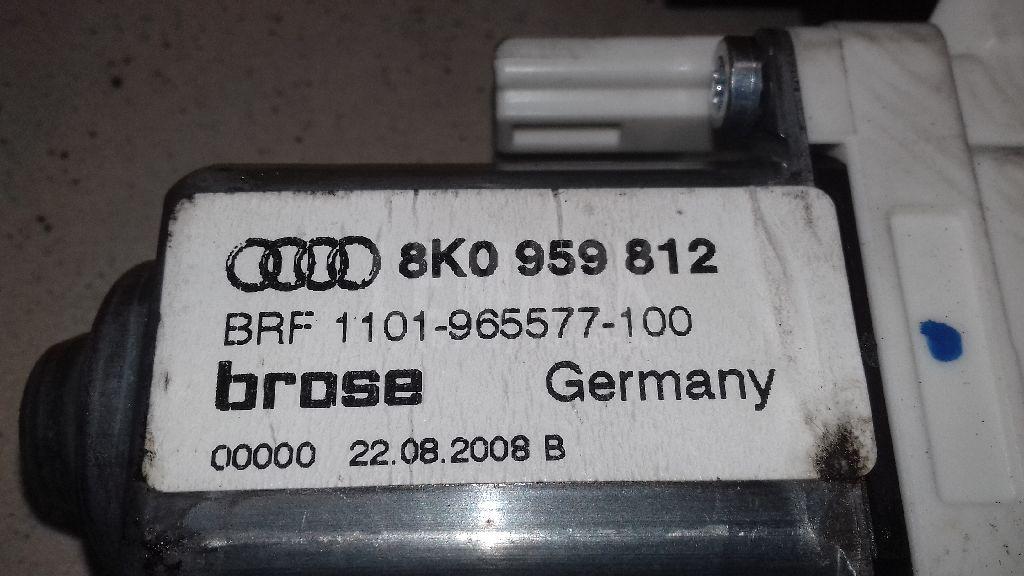 8K0 959 812
BRF 1101-965577-100
brose Germany
00000 22.08.2008 B